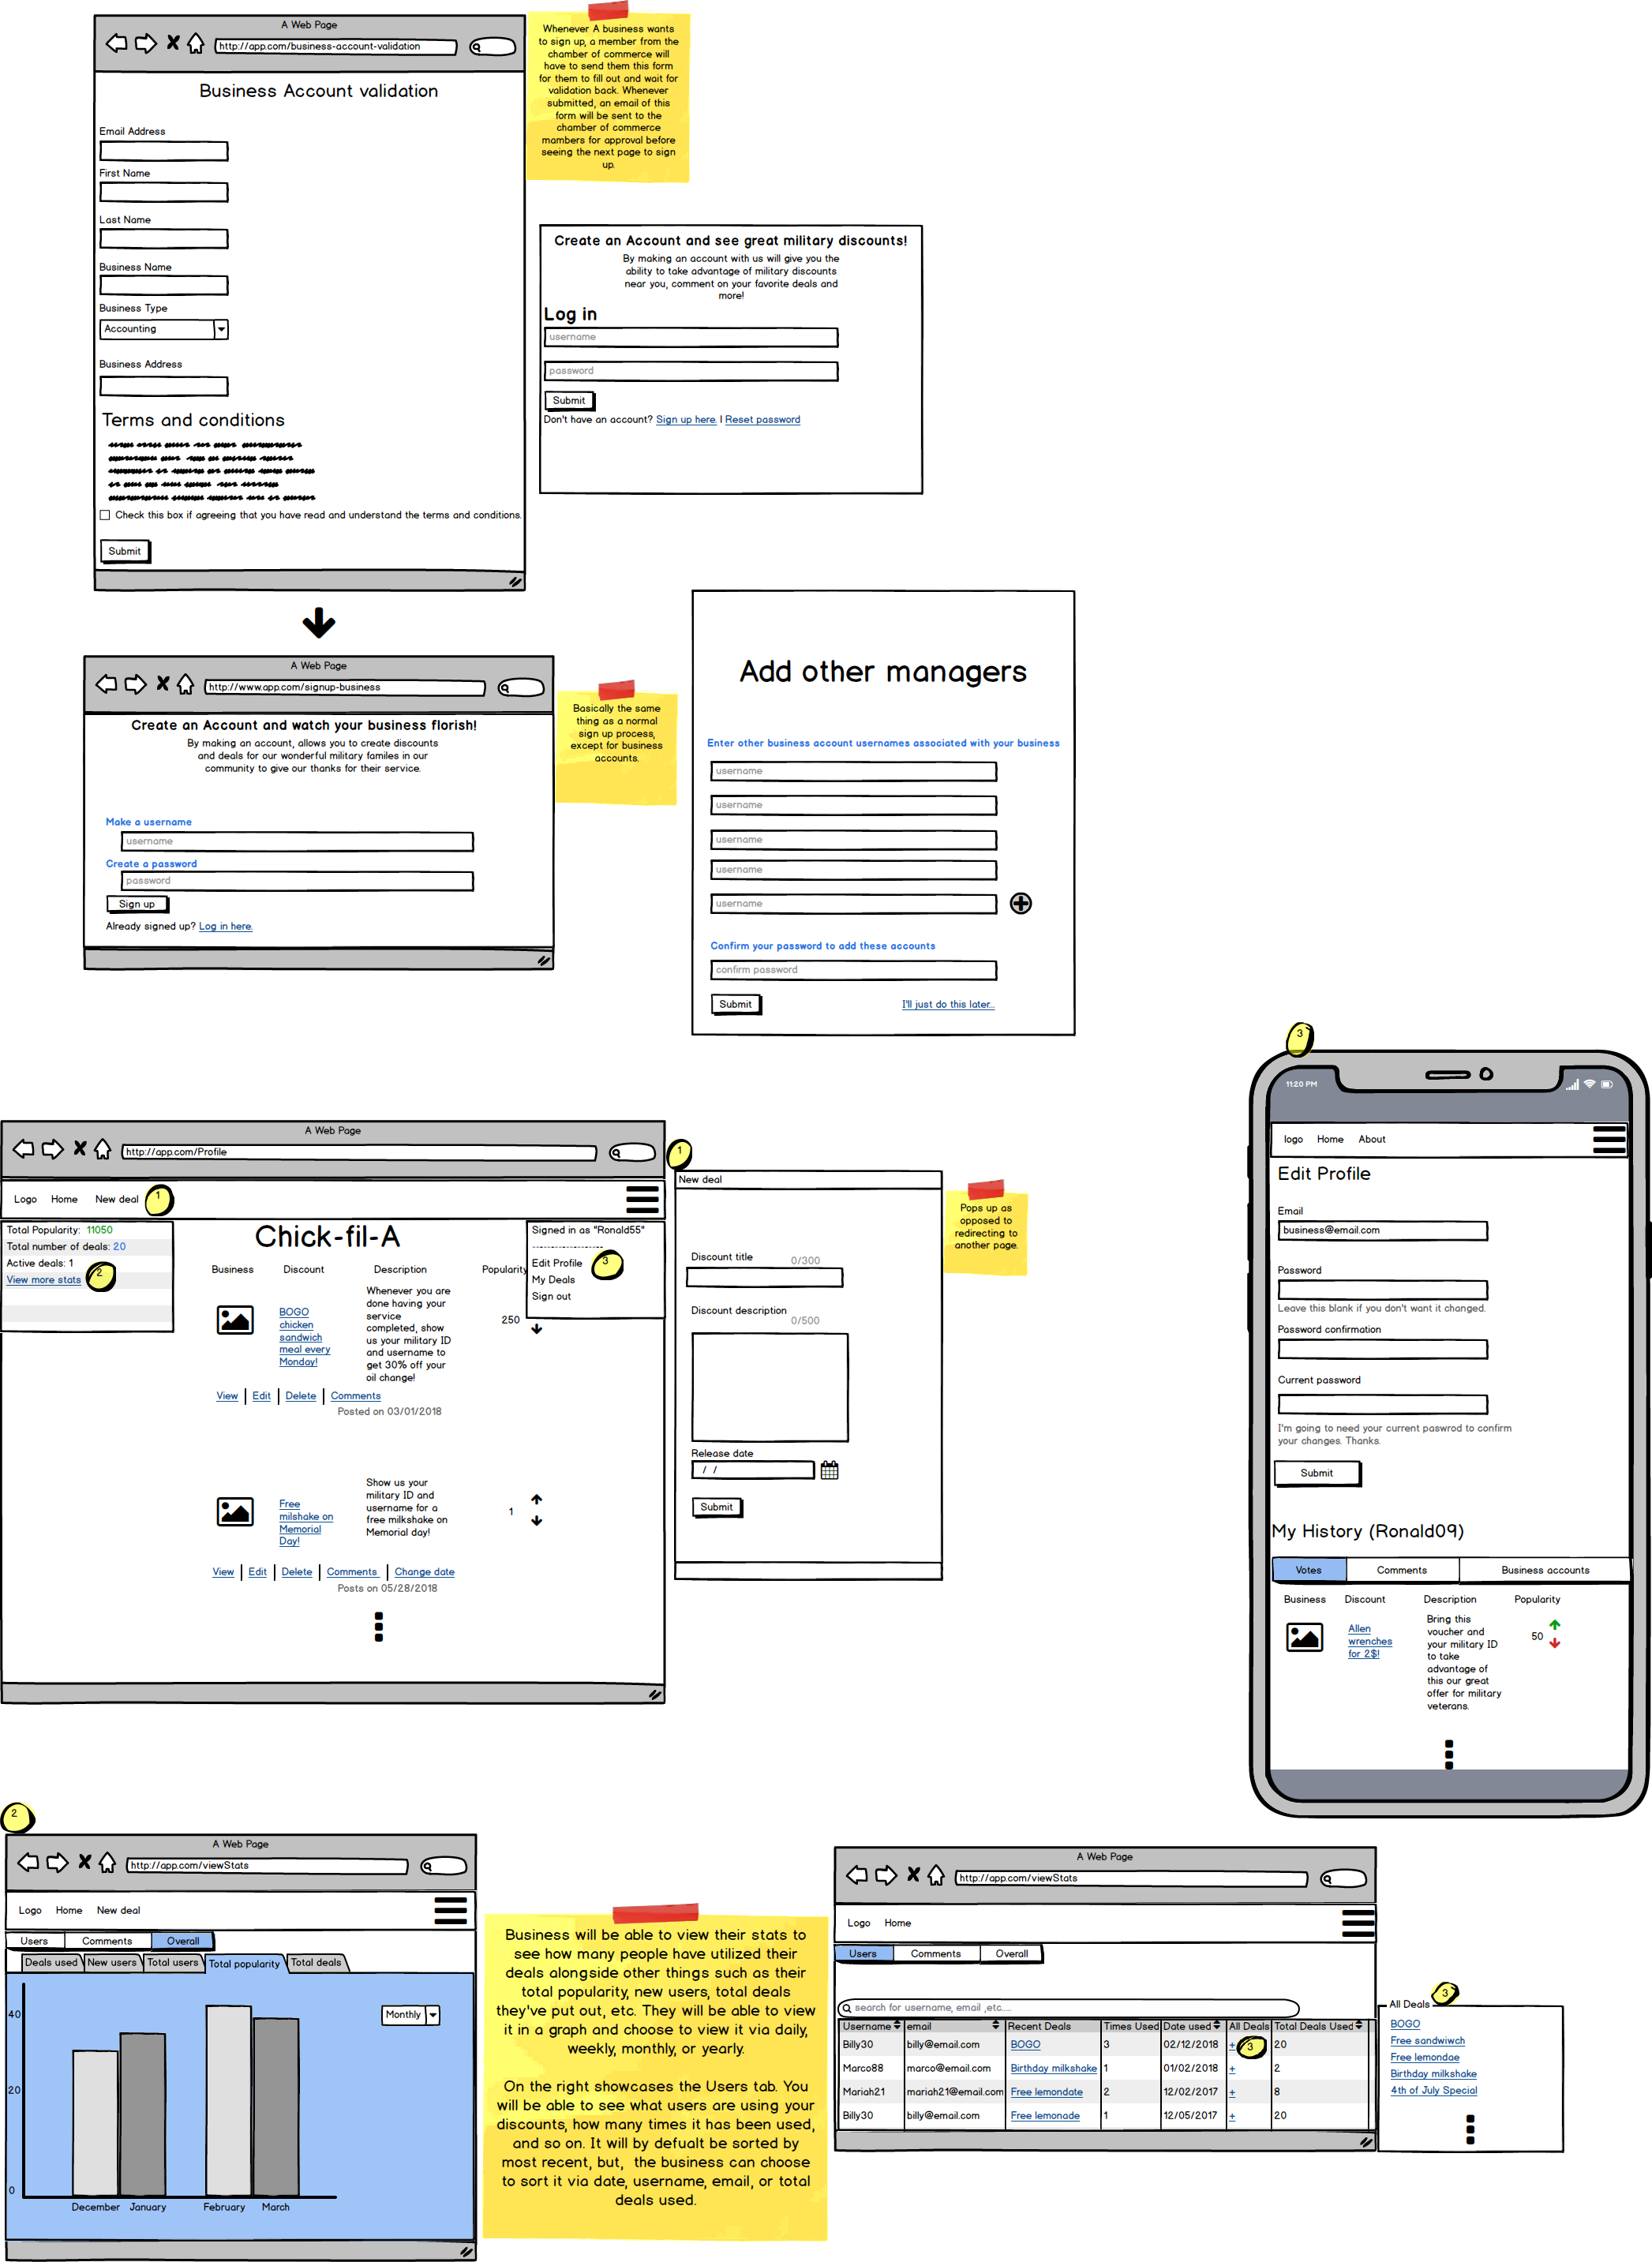 A Web Page
http://app.com/business-account-validation
Business Account validation
Email Address
First Name
Last Name
Business Name
Business Type
Accounting
Business Address
Terms and conditions
Check this box if agreeing that you have read and understand the terms and conditions.
Submit
Whenever A business wants
to sign up, a member from the
chamber of commerce will
have to send them this form
for them to fill out and wait for
validation back. Whenever
submitted, an email of this
form will be sent to the
chamber of commerce
mambers for approval before
seeing the next page to sign
up.
Create an Account and see great military discounts!
By making an account with us will give you the
ability to take advantage of military discounts
near you, comment on your favorite deals and
more!
Log in
username
password
Submit
Don't have an account? Sign up here. | Reset password
A Web Page
http://www.app.com/signup-business
Create an Account and watch your business florish!
By making an account, allows you to create discounts
and deals for our wonderful military familes in our
community to give our thanks for their service.
Make a username
username
Create a password
password
Sign up
Already signed up? Log in here.
Basically the same
thing as a normal
sign up process,
except for business
accounts.
Add other managers
Enter other business account usernames associated with your business
username
username
username
username
username
Confirm your password to add these accounts
confirm password
Submit
I'll just do this later...
A Web Page
http://app.com/Profile
Logo Home New deal 1
Total Popularity: 11050
Total number of deals: 20
Active deals: 1
View more stats 2
Chick-fil-A
Signed in as "Ronald55"
--------------
Edit Profile 3
My Deals
Sign out
Business Discount Description Popularity
BOGO
chicken
sandwich
meal every
Monday!
Whenever you are
done having your
service
completed, show
us your military ID
and username to
get 30% off your
oil change!
250
View | Edit | Delete | Comments
Posted on 03/01/2018
Free
milshake on
Memorial
Day!
Show us your
military ID and
username for a
free milkshake on
Memorial day!
1
View | Edit | Delete | Comments | Change date
Posts on 05/28/2018
1
New deal
Discount title 0/300
Discount description
0/500
Release date
/ /
Submit
Pops up as
opposed to
redirecting to
another page.
3
11:20 PM
logo Home About
Edit Profile
Email
business@email.com
Password
Leave this blank if you don't want it changed.
Password confirmation
Current password
I'm going to need your current paswrod to confirm
your changes. Thanks.
Submit
My History (Ronald09)
Votes Comments Business accounts
Business Discount Description Popularity
Allen
wrenches
for 2$!
Bring this
voucher and
your military ID
to take
advantage of
this our great
offer for military
veterans.
50
2
A Web Page
http://app.com/viewStats
Logo Home New deal
Users Comments Overall
Deals used New users Total users Total popularity Total deals
Monthly
40
20
0
December January February March
Business will be able to view their stats to
see how many people have utilized their
deals alongside other things such as their
total popularity, new users, total deals
they've put out, etc. They will be able to view
it in a graph and choose to view it via daily,
weekly, monthly, or yearly.
On the right showcases the Users tab. You
will be able to see what users are using your
discounts, how many times it has been used,
and so on. It will by defualt be sorted by
most recent, but, the business can choose
to sort it via date, username, email, or total
deals used.
A Web Page
http://app.com/viewStats
Logo Home
Users Comments Overall
search for username, email ,etc....
Username email Recent Deals Times Used Date used All Deals Total Deals Used
Billy30 billy@email.com BOGO 3 02/12/2018 + 3 20
Marco88 marco@email.com Birthday milkshake 1 01/02/2018 + 2
Mariah21 mariah21@email.com Free lemondate 2 12/02/2017 + 8
Billy30 billy@email.com Free lemonade 1 12/05/2017 + 20
All Deals 3
BOGO
Free sandwiwch
Free lemondae
Birthday milkshake
4th of July Special